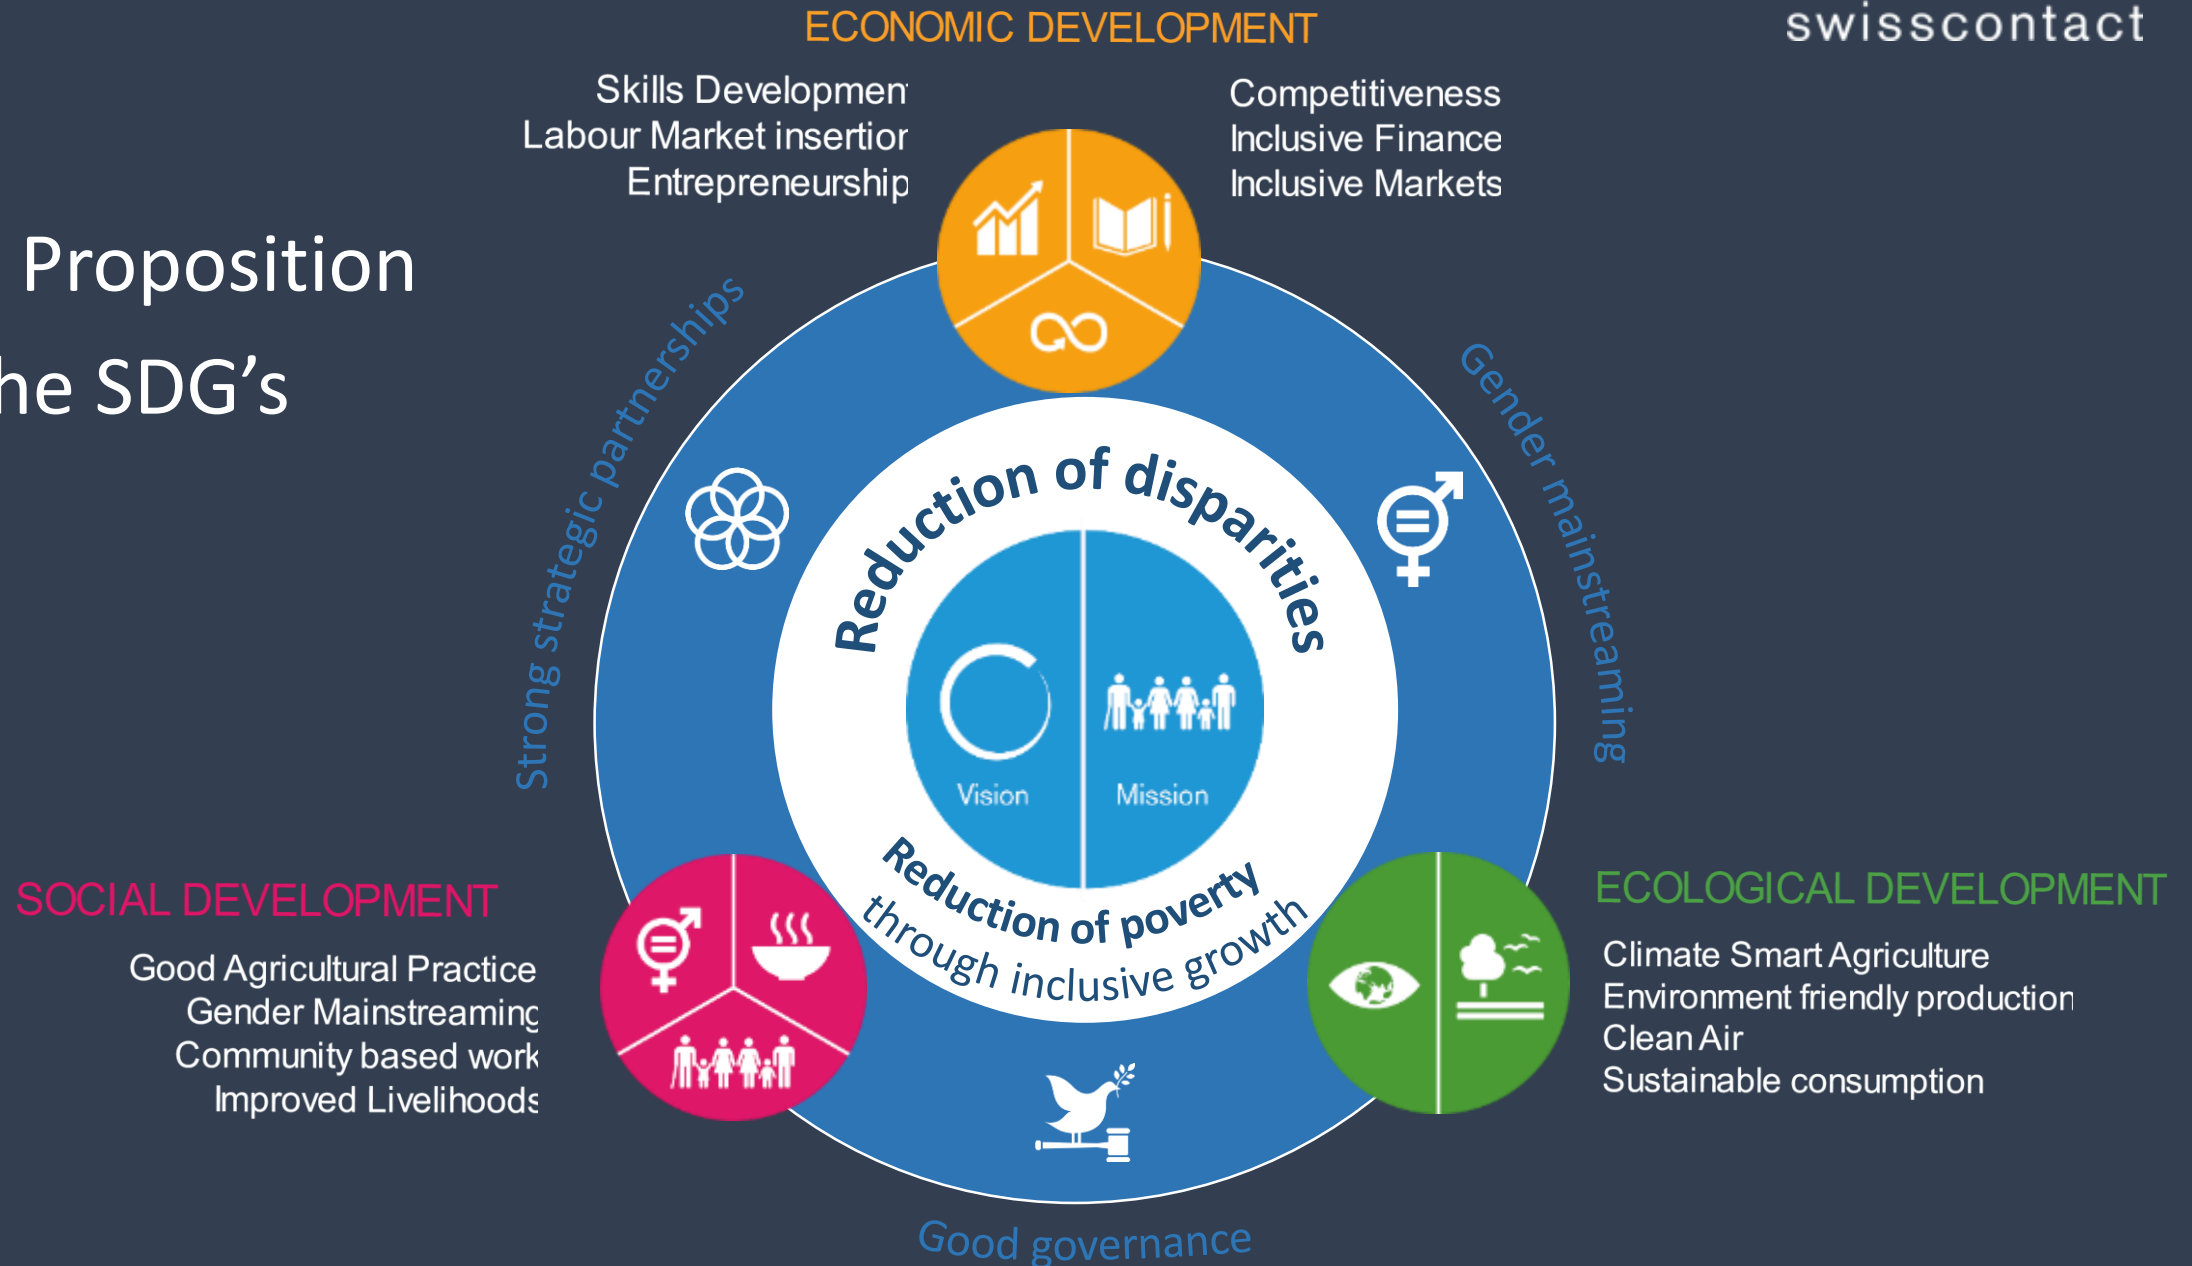 ECONOMIC DEVELOPMENT
swisscontact
Skills Development
Labour Market insertion
Entrepreneurship
Competitiveness
Inclusive Finance
Inclusive Markets
Proposition
he SDG’s
Strong strategic partnerships
Gender mainstreaming
Reduction of disparities
Vision
Mission
Reduction of poverty
through inclusive growth
SOCIAL DEVELOPMENT
Good Agricultural Practice
Gender Mainstreaming
Community based work
Improved Livelihoods
ECOLOGICAL DEVELOPMENT
Climate Smart Agriculture
Environment friendly production
Clean Air
Sustainable consumption
Good governance